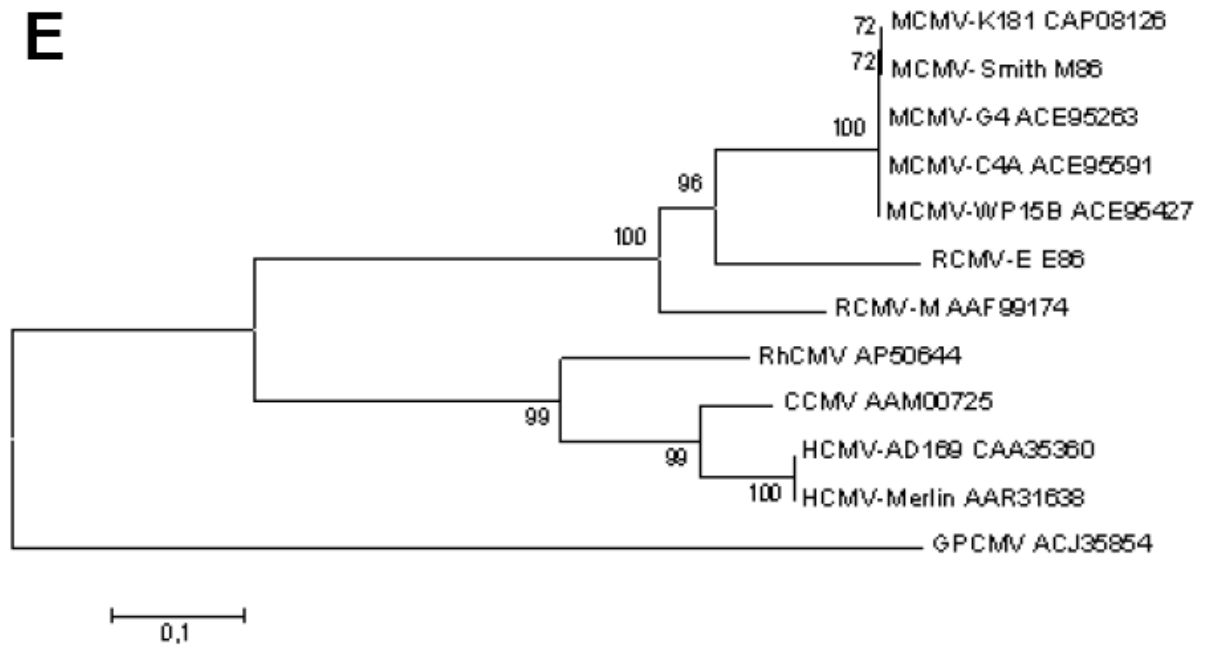 E
72 MCMV-K181 CAP08126
72 MCMV-Smith M86
MCMV-G4 ACE95263
100
MCMV-C4A ACE95591
96
MCMV-WP15B ACE95427
100
RCMV-E E86
RCMV-M AAF99174
RhCMV AP50644
CCMV AAM00725
99
HCMV-AD169 CAA35360
99
100 HCMV-Merlin AAR31638
GPCMV ACJ35854
0,1